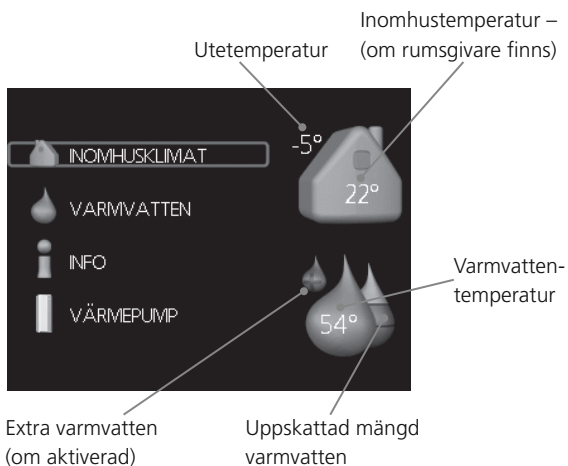 Inomhustemperatur –
(om rumsgivare finns)
Utetemperatur
-5°
22°
INOMHUSKLIMAT
VARMVATTEN
INFO
VÄRMEPUMP
54°
Varmvatten-
temperatur
Extra varmvatten
(om aktiverad)
Uppskattad mängd
varmvatten